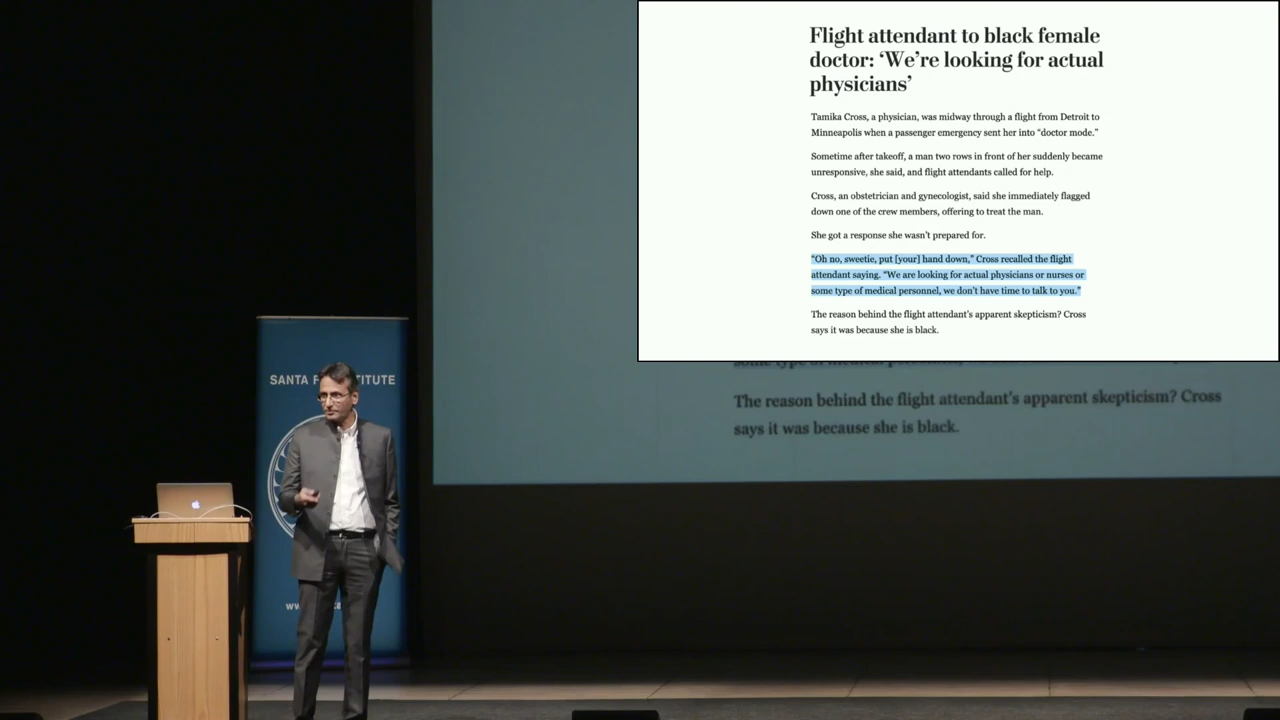 Flight attendant to black female
doctor: ‘We’re looking for actual
physicians’
Tamika Cross, a physician, was midway through a flight from Detroit to
Minneapolis when a passenger emergency sent her into “doctor mode.”
Sometime after takeoff, a man two rows in front of her suddenly became
unresponsive, she said, and flight attendants called for help.
Cross, an obstetrician and gynecologist, said she immediately flagged
down one of the crew members, offering to treat the man.
She got a response she wasn’t prepared for.
“Oh no, sweetie, put [your] hand down,” Cross recalled the flight
attendant saying. “We are looking for actual physicians or nurses or
some type of medical personnel, we don’t have time to talk to you.”
The reason behind the flight attendant’s apparent skepticism? Cross
says it was because she is black.
some type of medical
The reason behind the flight attendant’s apparent skepticism? Cross
says it was because she is black.
SANTA F ITUTE